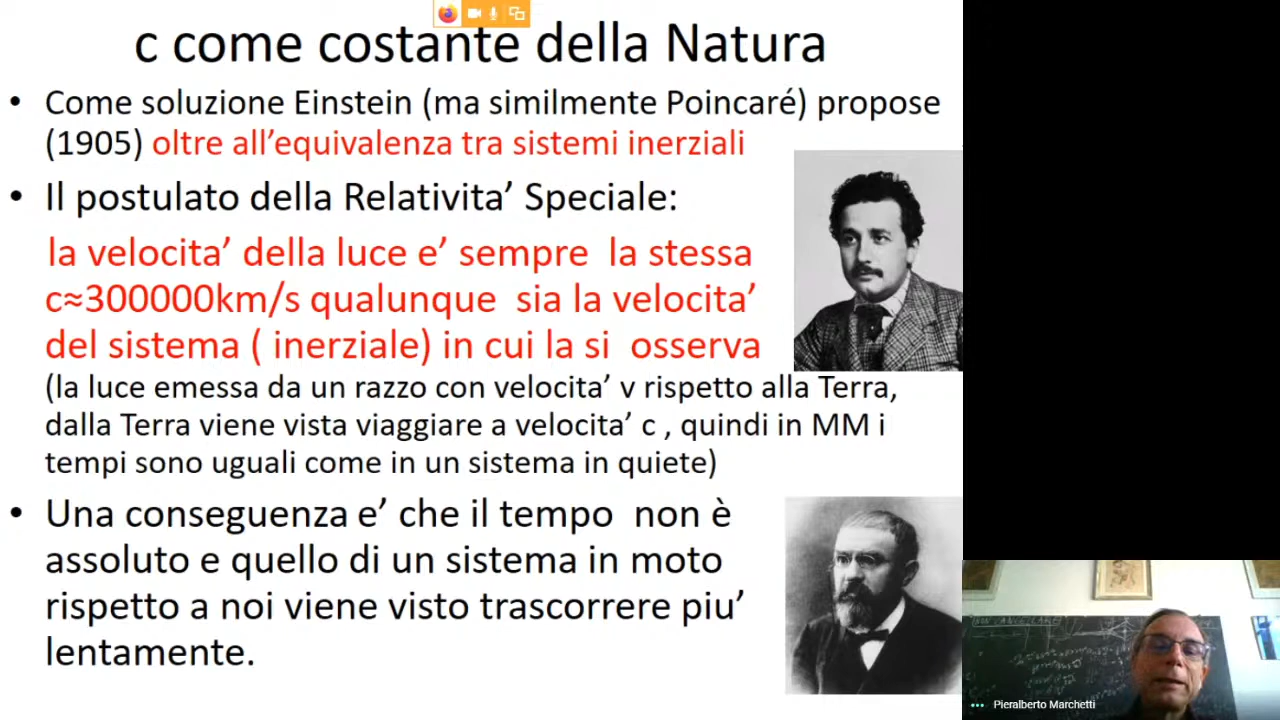 c come costante della Natura
• Come soluzione Einstein (ma similmente Poincaré) propose
(1905) oltre all’equivalenza tra sistemi inerziali
• Il postulato della Relativita’ Speciale:
la velocita’ della luce e’ sempre la stessa
c≈300000km/s qualunque sia la velocita’
del sistema ( inerziale) in cui la si osserva
(la luce emessa da un razzo con velocita’ v rispetto alla Terra,
dalla Terra viene vista viaggiare a velocita’ c , quindi in MM i
tempi sono uguali come in un sistema in quiete)
• Una conseguenza e’ che il tempo non è
assoluto e quello di un sistema in moto
rispetto a noi viene visto trascorrere piu’
lentamente.
Pieralberto Marchetti